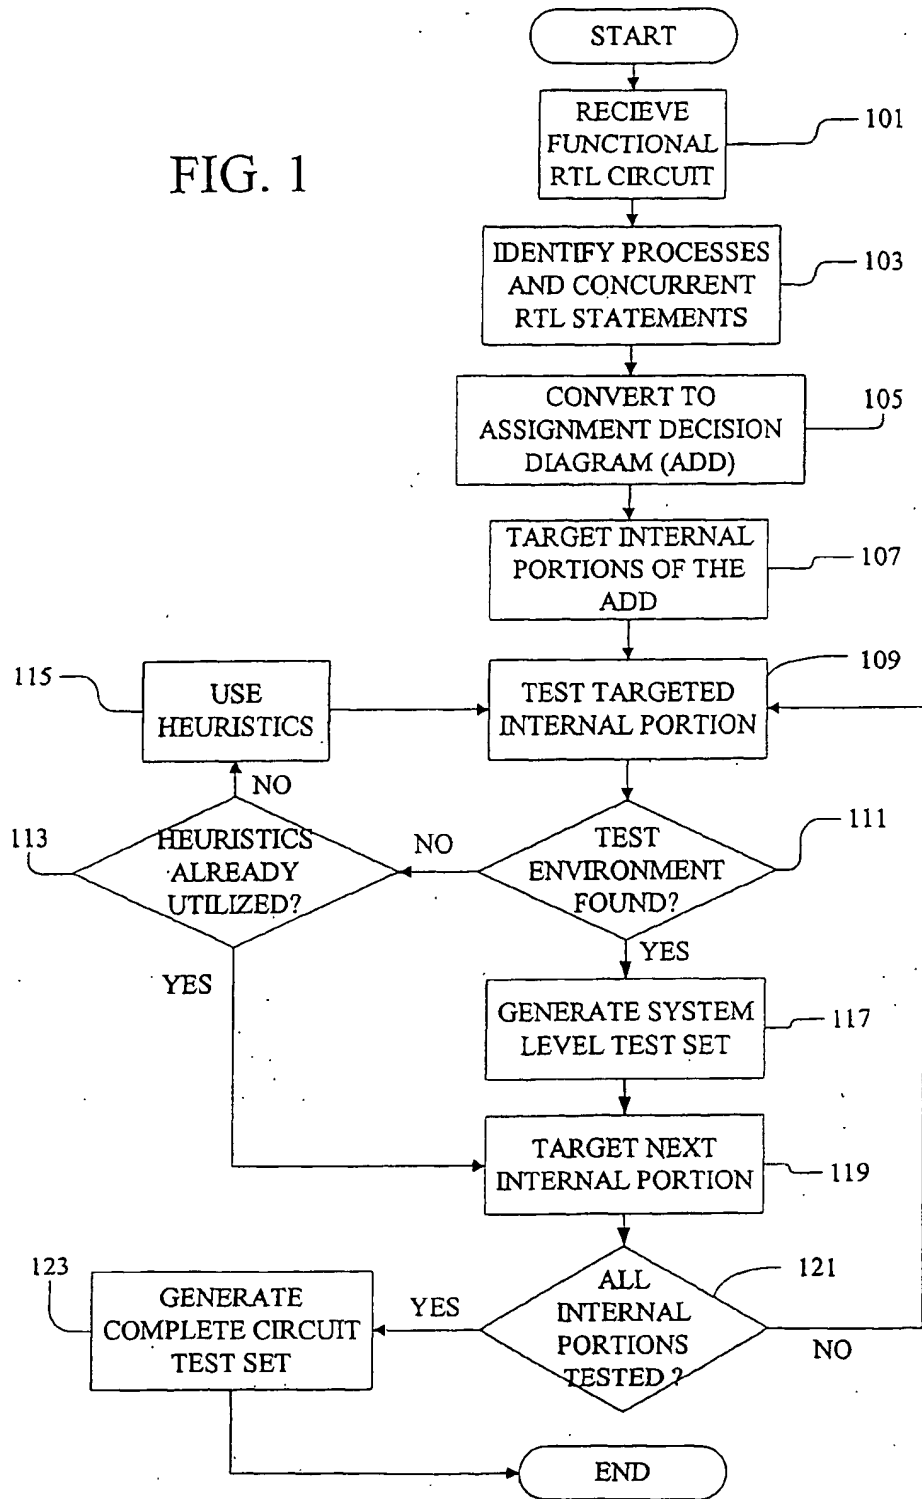 START
FIG. 1
RECIEVE
FUNCTIONAL
RTL CIRCUIT
101
IDENTIFY PROCESSES
AND CONCURRENT
RTL STATEMENTS
103
CONVERT TO
ASSIGNMENT DECISION
DIAGRAM (ADD)
105
TARGET INTERNAL
PORTIONS OF THE
ADD
107
115
USE
HEURISTICS
TEST TARGETED
INTERNAL PORTION
109
NO
113
HEURISTICS
ALREADY
UTILIZED?
NO
TEST
ENVIRONMENT
FOUND?
111
YES
YES
GENERATE SYSTEM
LEVEL TEST SET
117
TARGET NEXT
INTERNAL PORTION
119
123
GENERATE
COMPLETE CIRCUIT
TEST SET
YES
ALL
INTERNAL
PORTIONS
TESTED ?
121
NO
END